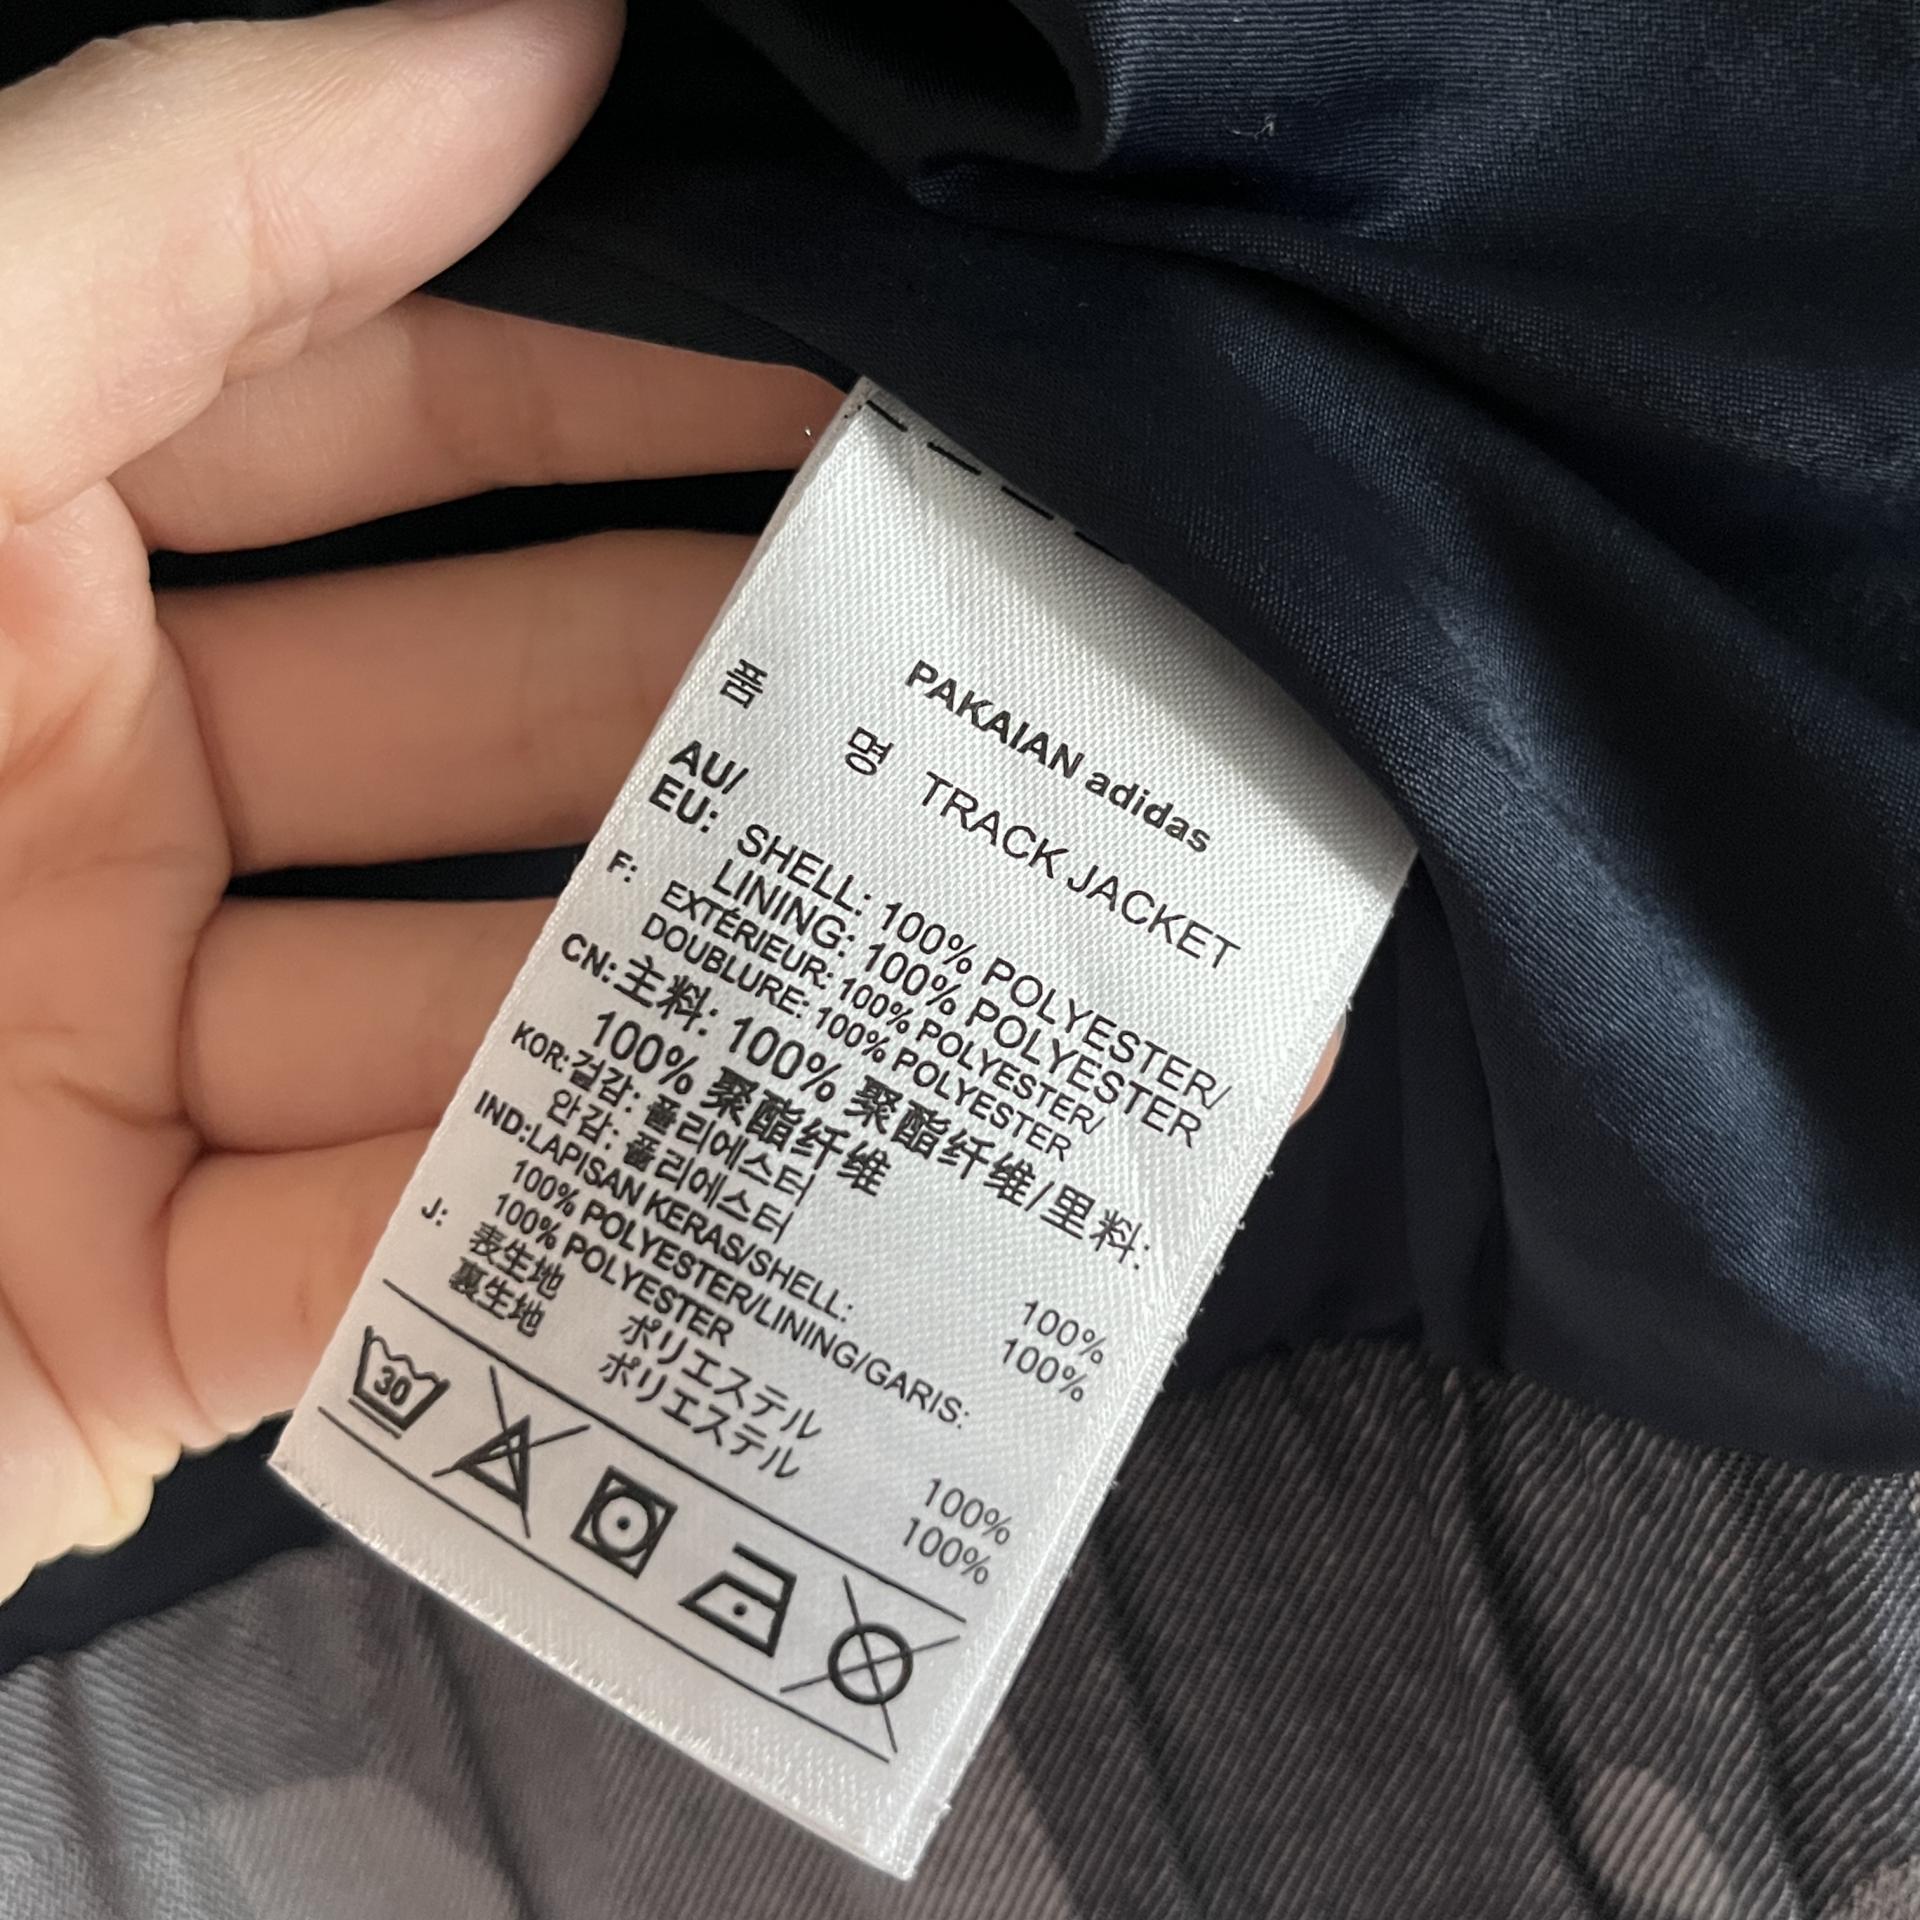 PAKAIAN adidas
품 명 TRACK JACKET
AU/
EU: SHELL: 100% POLYESTER/
LINING: 100% POLYESTER
F: EXTÉRIEUR: 100% POLYESTER/
DOUBLURE: 100% POLYESTER
CN: 主料: 100% 聚酯纤维/里料:
100% 聚酯纤维
KOR: 겉감: 폴리에스터 100%
안감: 폴리에스터 100%
IND:LAPISAN KERAS/SHELL:
100% POLYESTER/LINING/GARIS:
100% POLYESTER
J: 表生地 ポリエステル 100%
裏生地 ポリエステル 100%
30